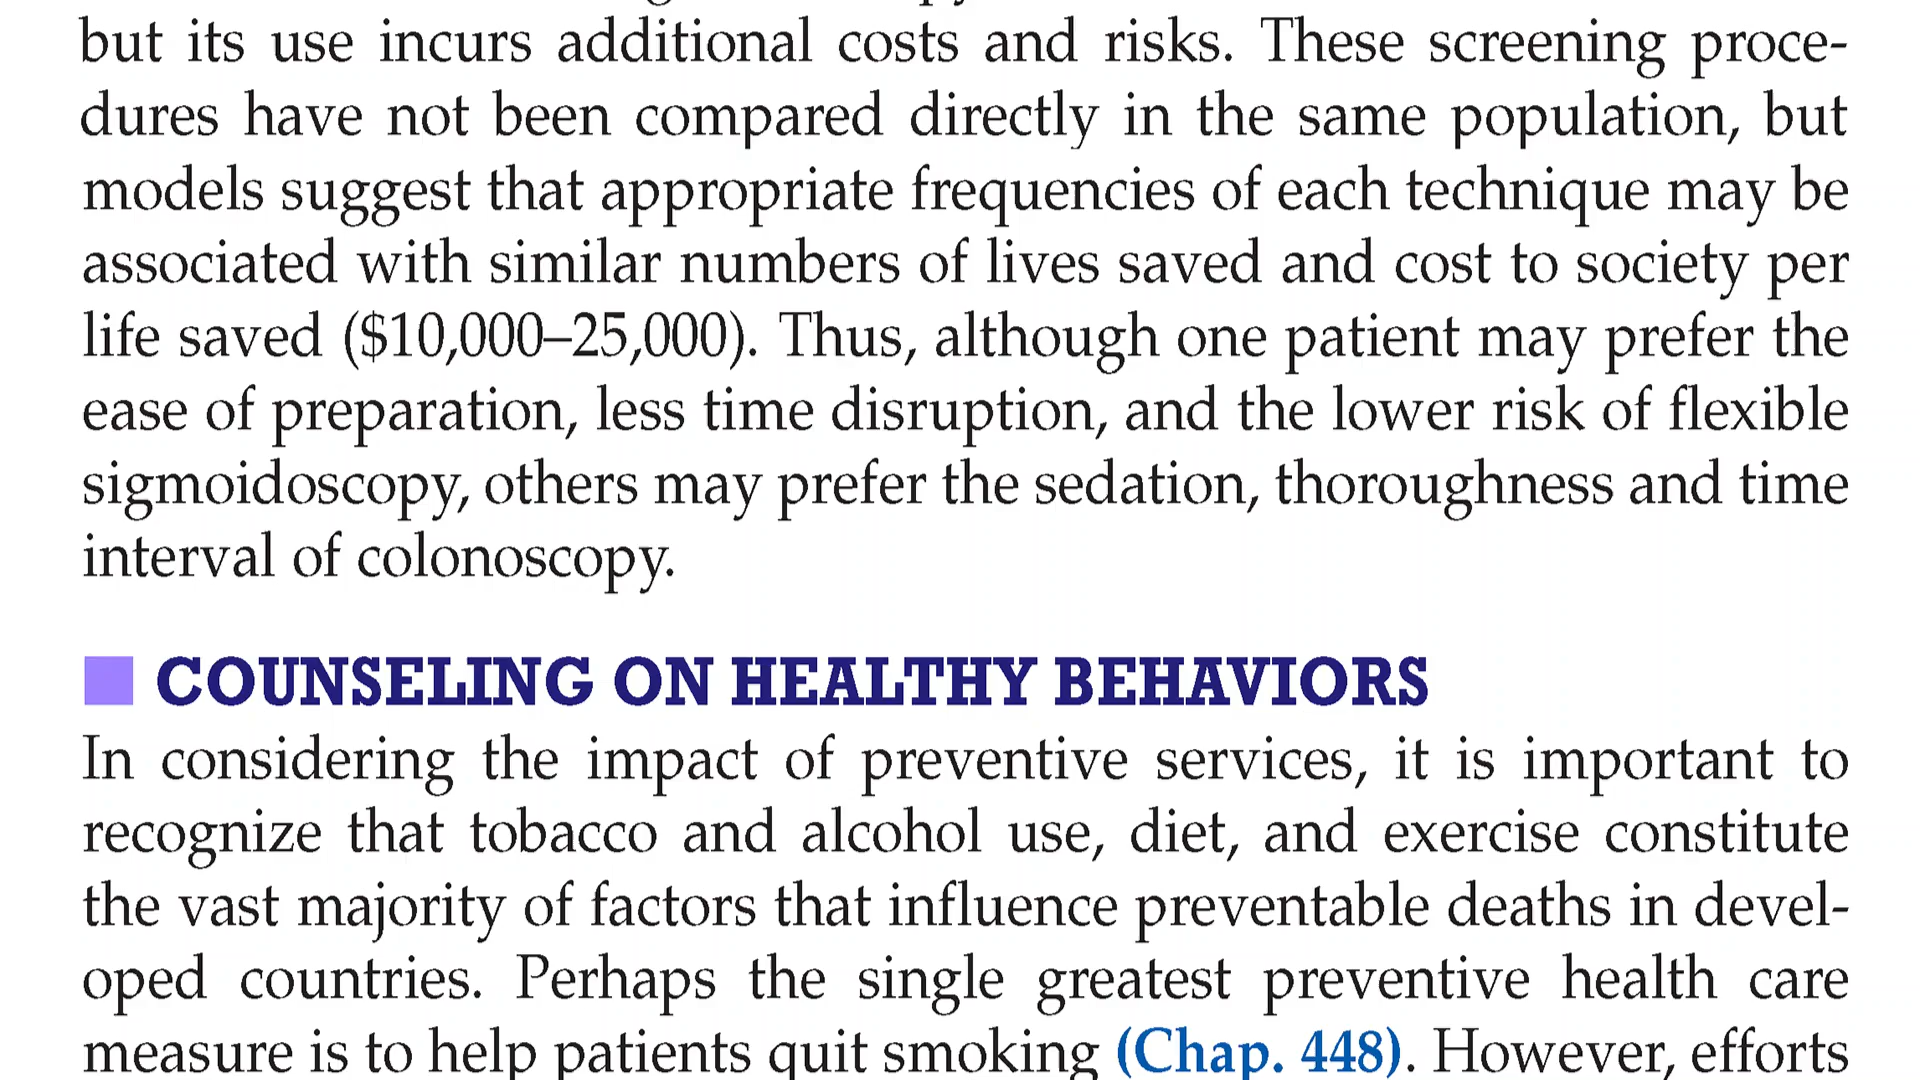 but its use incurs additional costs and risks. These screening proce-
dures have not been compared directly in the same population, but
models suggest that appropriate frequencies of each technique may be
associated with similar numbers of lives saved and cost to society per
life saved ($10,000–25,000). Thus, although one patient may prefer the
ease of preparation, less time disruption, and the lower risk of flexible
sigmoidoscopy, others may prefer the sedation, thoroughness and time
interval of colonoscopy.
COUNSELING ON HEALTHY BEHAVIORS
In considering the impact of preventive services, it is important to
recognize that tobacco and alcohol use, diet, and exercise constitute
the vast majority of factors that influence preventable deaths in devel-
oped countries. Perhaps the single greatest preventive health care
measure is to help patients quit smoking (Chap. 448). However, efforts